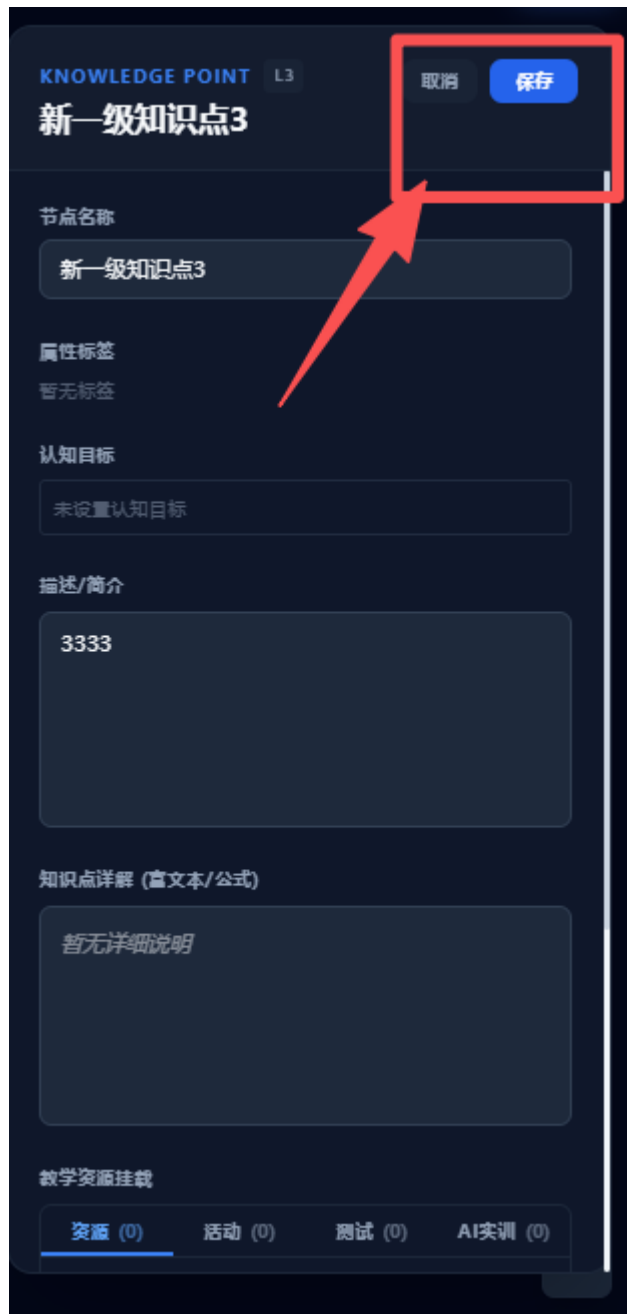 KNOWLEDGE POINT L3
取消 保存
新一级知识点3
节点名称
新一级知识点3
属性标签
暂无标签
认知目标
未设置认知目标
描述/简介
3333
知识点详解 (富文本/公式)
暂无详细说明
教学资源挂载
资源 (0) 活动 (0) 测试 (0) AI实训 (0)